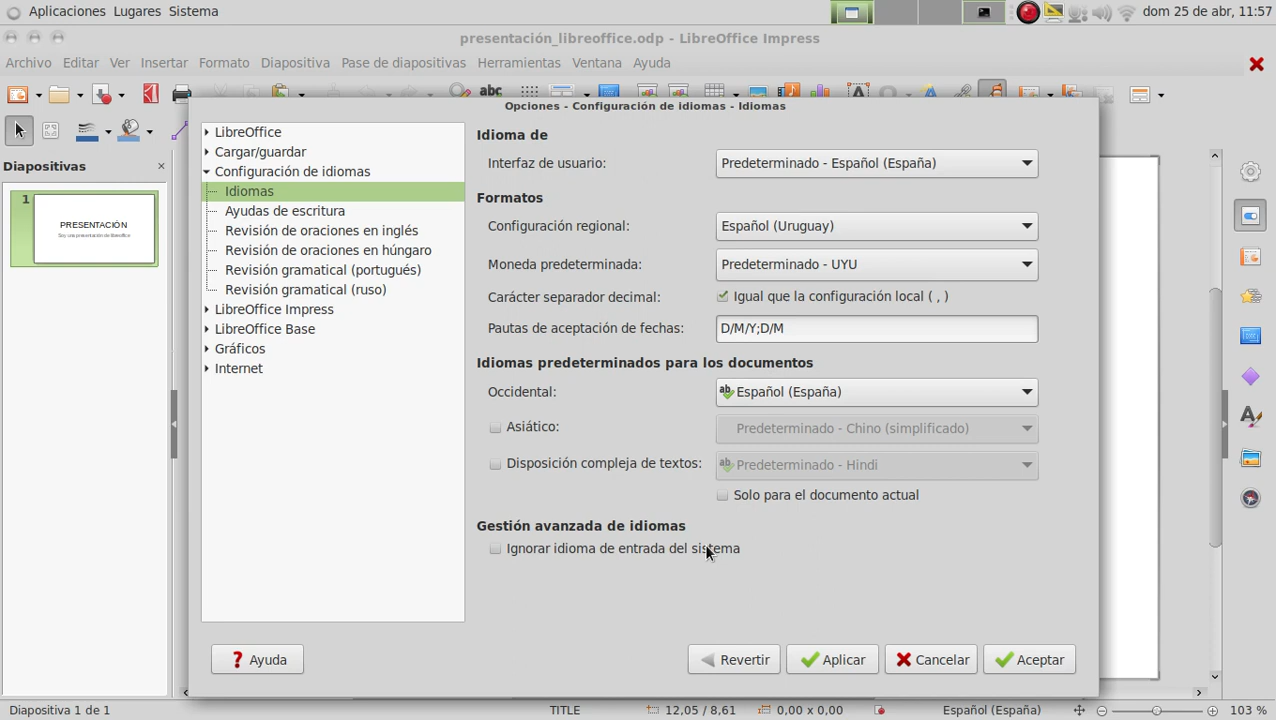 Aplicaciones Lugares Sistema
dom 25 de abr, 11:57
presentación_libreoffice.odp - LibreOffice Impress
Archivo Editar Ver Insertar Formato Diapositiva Pase de diapositivas Herramientas Ventana Ayuda
abc
Opciones - Configuración de idiomas - Idiomas
Diapositivas
1
PRESENTACIÓN
Soy una presentación de libreoffice
LibreOffice
Cargar/guardar
Configuración de idiomas
Idiomas
Ayudas de escritura
Revisión de oraciones en inglés
Revisión de oraciones en húngaro
Revisión gramatical (portugués)
Revisión gramatical (ruso)
LibreOffice Impress
LibreOffice Base
Gráficos
Internet
Idioma de
Interfaz de usuario: Predeterminado - Español (España)
Formatos
Configuración regional: Español (Uruguay)
Moneda predeterminada: Predeterminado - UYU
Carácter separador decimal: Igual que la configuración local ( , )
Pautas de aceptación de fechas: D/M/Y;D/M
Idiomas predeterminados para los documentos
Occidental: Español (España)
Asiático: Predeterminado - Chino (simplificado)
Disposición compleja de textos: Predeterminado - Hindi
Solo para el documento actual
Gestión avanzada de idiomas
Ignorar idioma de entrada del sistema
Ayuda Revertir Aplicar Cancelar Aceptar
Diapositiva 1 de 1 TITLE 12,05 / 8,61 0,00 x 0,00 Español (España) 103 %